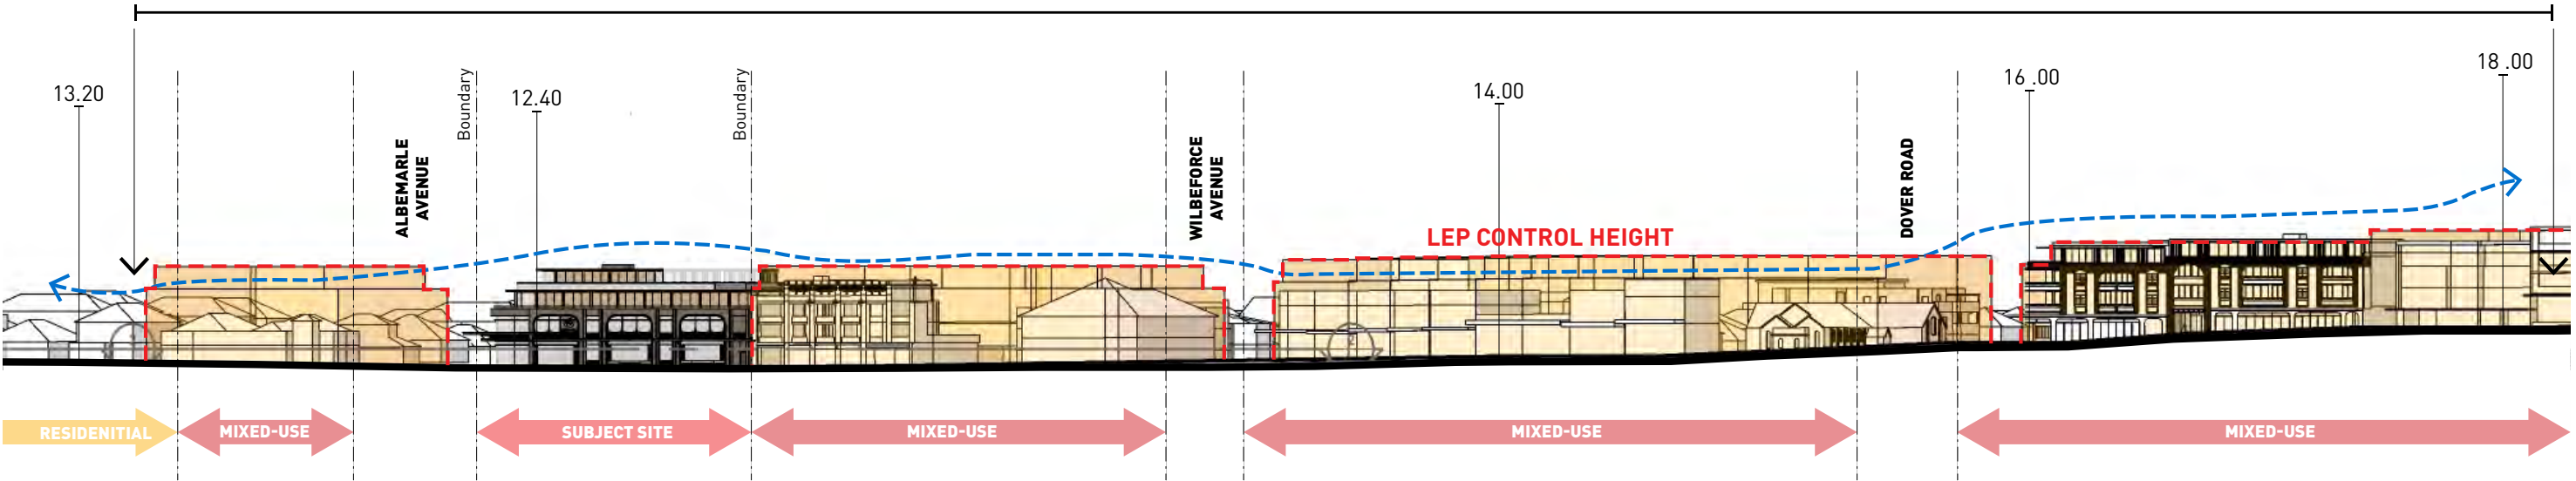 13.20
ALBEMARLE
AVENUE
Boundary
12.40
Boundary
WILBEFORCE
AVENUE
14.00
LEP CONTROL HEIGHT
DOVER ROAD
16 .00
18 .00
RESIDENITIAL
MIXED-USE
SUBJECT SITE
MIXED-USE
MIXED-USE
MIXED-USE